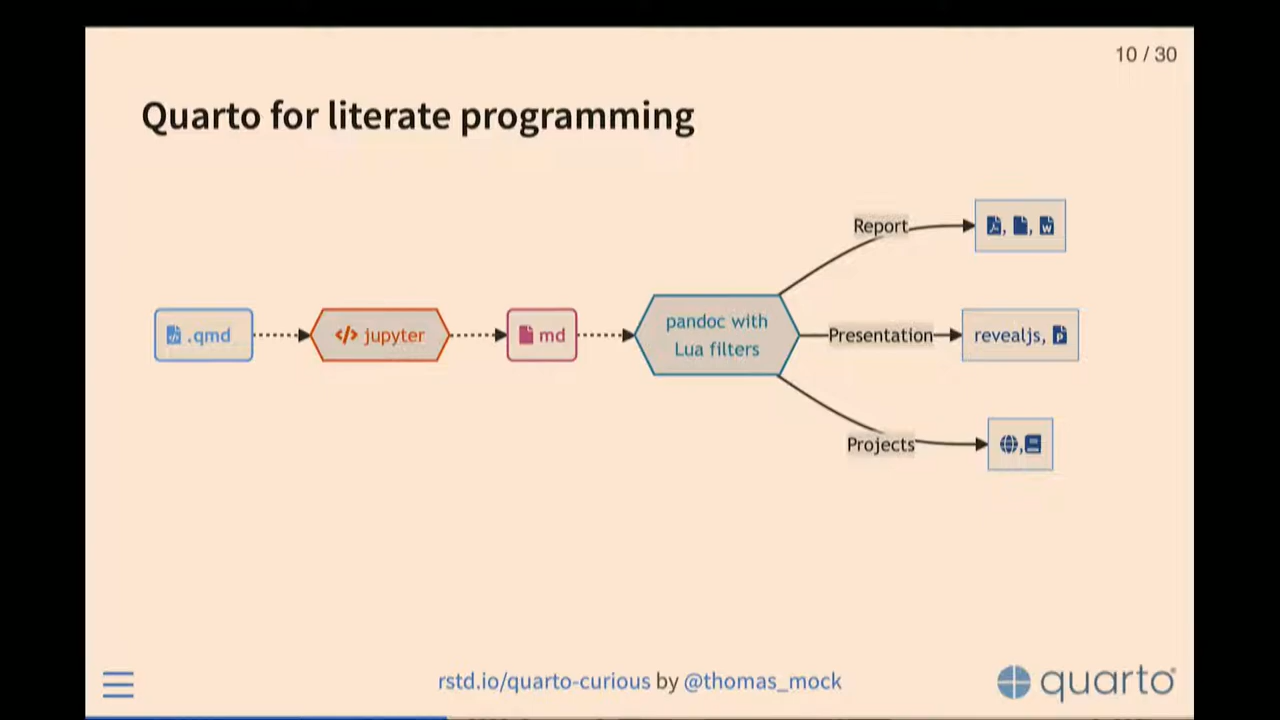 10 / 30
Quarto for literate programming
.qmd
</> jupyter
md
pandoc with
Lua filters
Report
, , W
Presentation
revealjs, P
Projects
,
rstd.io/quarto-curious by @thomas_mock
quarto